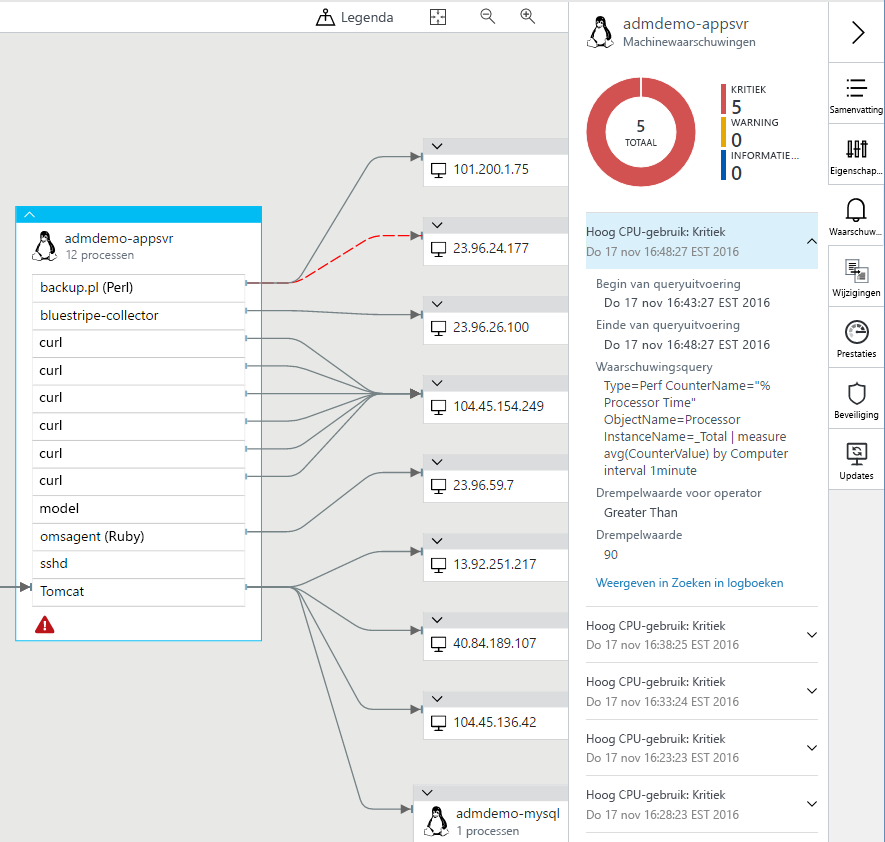 Legenda
admdemo-appsvr
12 processen
backup.pl (Perl)
bluestripe-collector
curl
curl
curl
curl
curl
curl
model
omsagent (Ruby)
sshd
Tomcat
101.200.1.75
23.96.24.177
23.96.26.100
104.45.154.249
23.96.59.7
13.92.251.217
40.84.189.107
104.45.136.42
admdemo-mysql
1 processen
admdemo-appsvr
Machinewaarschuwingen
5
TOTAAL
KRITIEK
5
WARNING
0
INFORMATIE...
0
Hoog CPU-gebruik: Kritiek
Do 17 nov 16:48:27 EST 2016
Begin van queryuitvoering
Do 17 nov 16:43:27 EST 2016
Einde van queryuitvoering
Do 17 nov 16:48:27 EST 2016
Waarschuwingsquery
Type=Perf CounterName="%
Processor Time"
ObjectName=Processor
InstanceName=_Total | measure
avg(CounterValue) by Computer
interval 1minute
Drempelwaarde voor operator
Greater Than
Drempelwaarde
90
Weergeven in Zoeken in logboeken
Hoog CPU-gebruik: Kritiek
Do 17 nov 16:38:25 EST 2016
Hoog CPU-gebruik: Kritiek
Do 17 nov 16:33:24 EST 2016
Hoog CPU-gebruik: Kritiek
Do 17 nov 16:23:23 EST 2016
Hoog CPU-gebruik: Kritiek
Do 17 nov 16:28:23 EST 2016
Samenvatting
Eigenschap...
Waarschuw...
Wijzigingen
Prestaties
Beveiliging
Updates